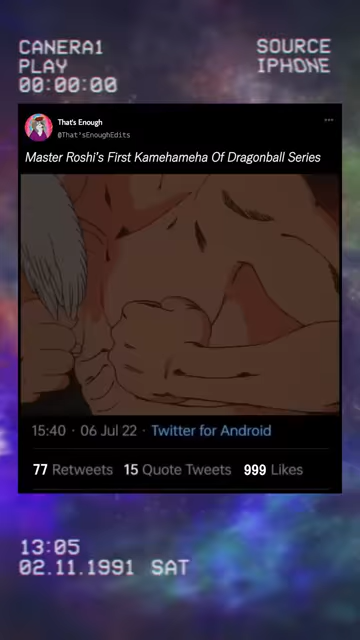 CANERA1
PLAY
00:00:00
SOURCE
IPHONE
That's Enough
@That'sEnoughEdits
Master Roshi's First Kamehameha Of Dragonball Series
15:40 · 06 Jul 22 · Twitter for Android
77 Retweets 15 Quote Tweets 999 Likes
13:05
02.11.1991 SAT